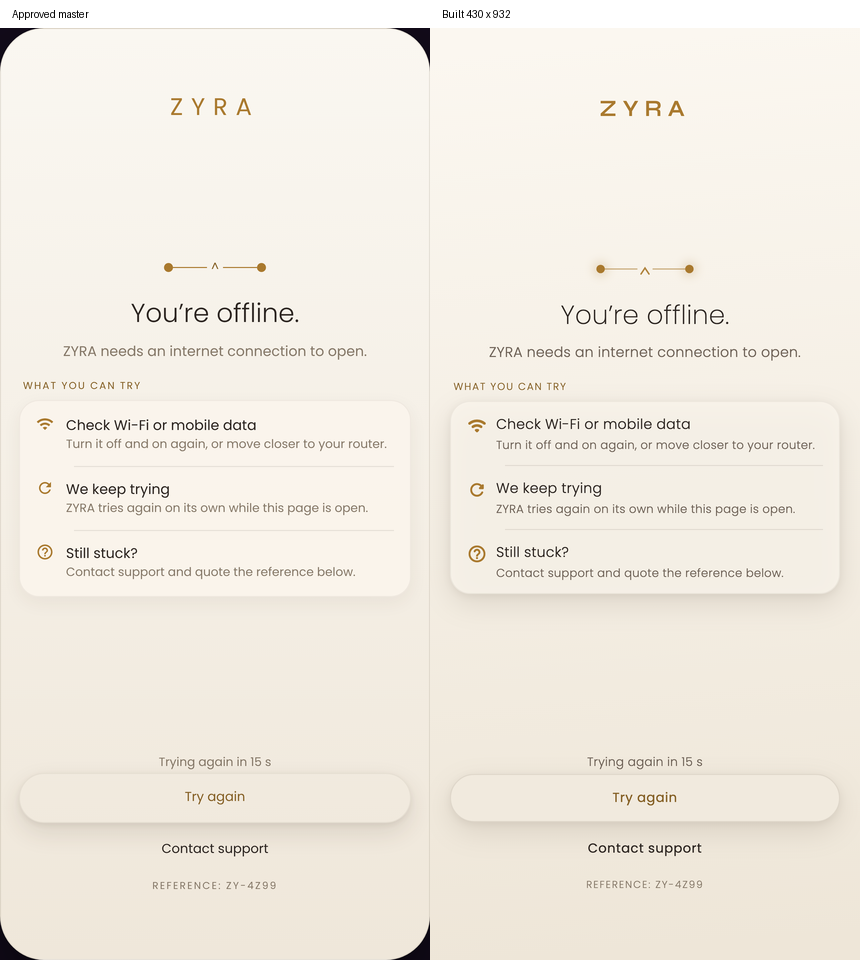 Approved master
ZYRA
^
You’re offline.
ZYRA needs an internet connection to open.
WHAT YOU CAN TRY
Check Wi-Fi or mobile data
Turn it off and on again, or move closer to your router.
We keep trying
ZYRA tries again on its own while this page is open.
Still stuck?
Contact support and quote the reference below.
Trying again in 15 s
Try again
Contact support
REFERENCE: ZY-4Z99
Built 430 x 932
ZYRA
^
You’re offline.
ZYRA needs an internet connection to open.
WHAT YOU CAN TRY
Check Wi-Fi or mobile data
Turn it off and on again, or move closer to your router.
We keep trying
ZYRA tries again on its own while this page is open.
Still stuck?
Contact support and quote the reference below.
Trying again in 15 s
Try again
Contact support
REFERENCE: ZY-4Z99